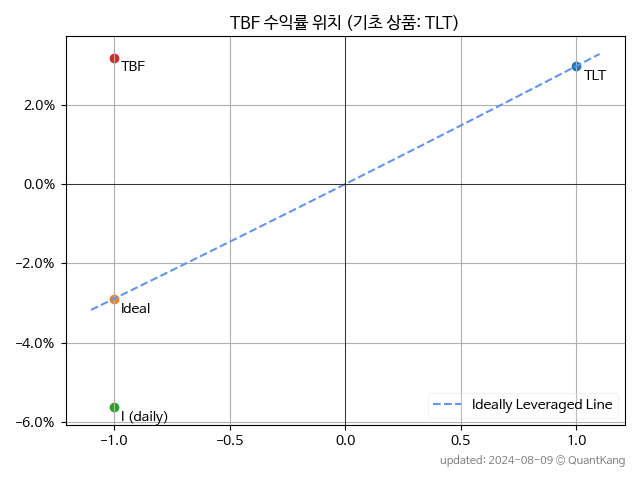 TBF 수익률 위치 (기초 상품: TLT)
TBF
TLT
2.0%
0.0%
-2.0%
Ideal
-4.0%
Ideally Leveraged Line
I (daily)
-6.0%
-1.0
-0.5
0.0
0.5
1.0
updated: 2024-08-09 © QuantKang